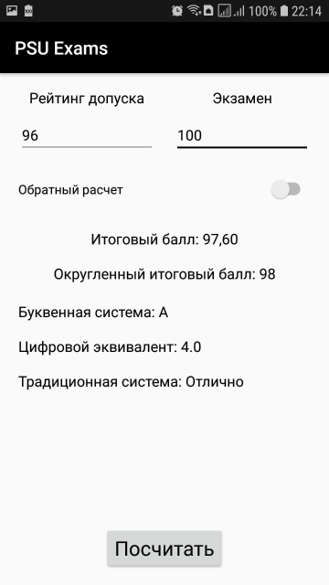 100% 22:14
PSU Exams
Рейтинг допуска Экзамен
96 100
Обратный расчет
Итоговый балл: 97,60
Округленный итоговый балл: 98
Буквенная система: A
Цифровой эквивалент: 4.0
Традиционная система: Отлично
Посчитать